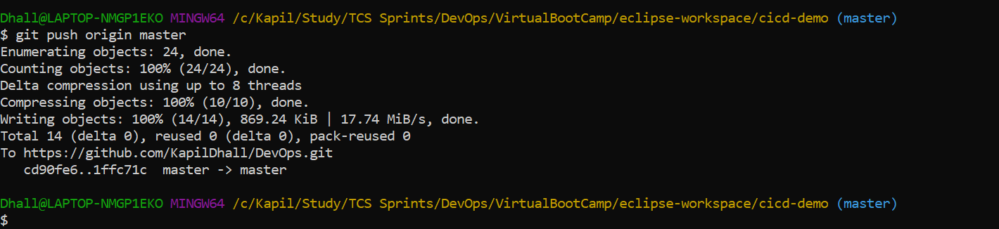 Dhall@LAPTOP-NMGP1EKO MINGW64 /c/Kapil/Study/TCS Sprints/DevOps/VirtualBootCamp/eclipse-workspace/cicd-demo (master)
$ git push origin master
Enumerating objects: 24, done.
Counting objects: 100% (24/24), done.
Delta compression using up to 8 threads
Compressing objects: 100% (10/10), done.
Writing objects: 100% (14/14), 869.24 KiB | 17.74 MiB/s, done.
Total 14 (delta 0), reused 0 (delta 0), pack-reused 0
To https://github.com/KapilDhall/DevOps.git
   cd90fe6..1ffc71c  master -> master
Dhall@LAPTOP-NMGP1EKO MINGW64 /c/Kapil/Study/TCS Sprints/DevOps/VirtualBootCamp/eclipse-workspace/cicd-demo (master)
$